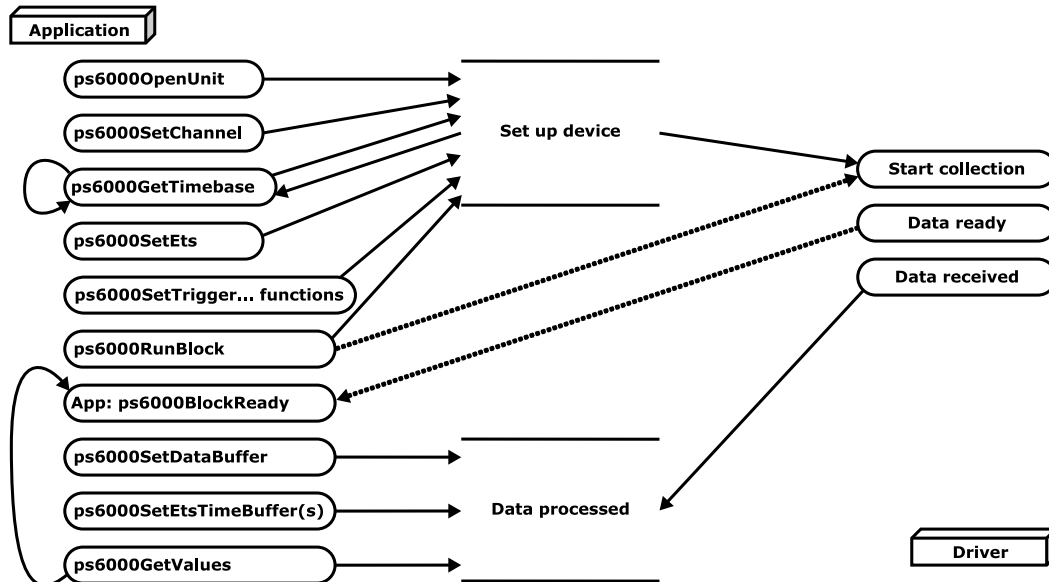 Application
ps6000OpenUnit
ps6000SetChannel
Set up device
ps6000GetTimebase
Start collection
ps6000SetEts
Data ready
ps6000SetTrigger... functions
Data received
ps6000RunBlock
App: ps6000BlockReady
ps6000SetDataBuffer
ps6000SetEtsTimeBuffer(s)
Data processed
ps6000GetValues
Driver